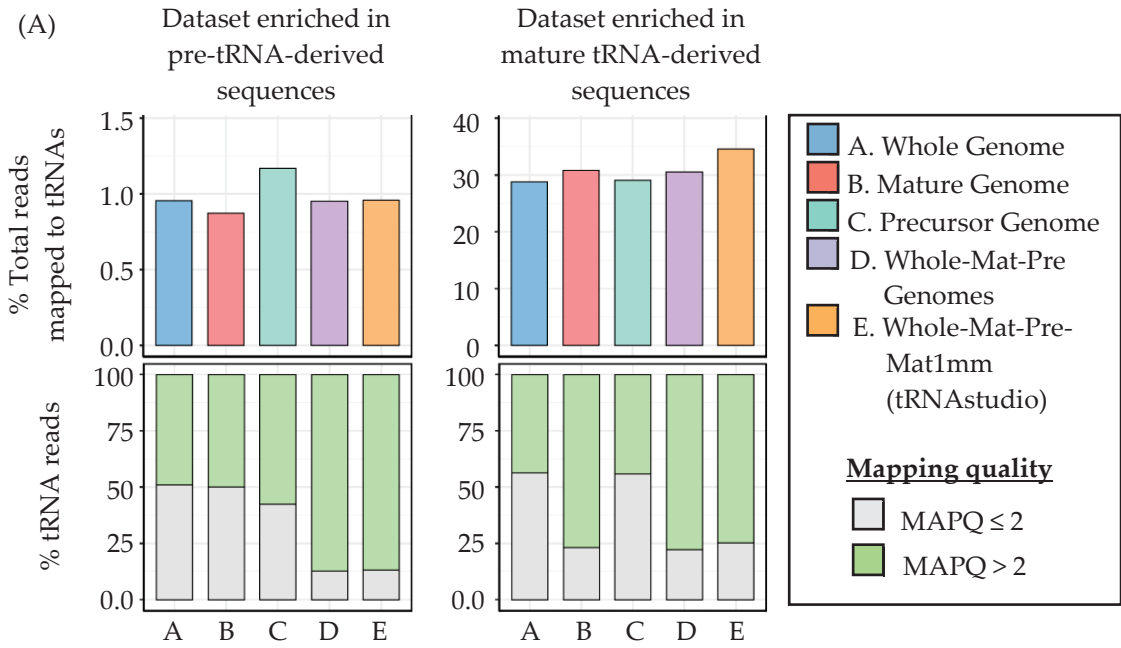 (A)
Dataset enriched in
pre-tRNA-derived
sequences
Dataset enriched in
mature tRNA-derived
sequences
% Total reads
mapped to tRNAs
1.5
1.0
0.5
0.0
40
30
20
10
0
% tRNA reads
100
75
50
25
0.0
100
75
50
25
0.0
A B C D E
A B C D E
A. Whole Genome
B. Mature Genome
C. Precursor Genome
D. Whole-Mat-Pre
Genomes
E. Whole-Mat-Pre-
Mat1mm
(tRNAstudio)
Mapping quality
MAPQ ≤ 2
MAPQ > 2